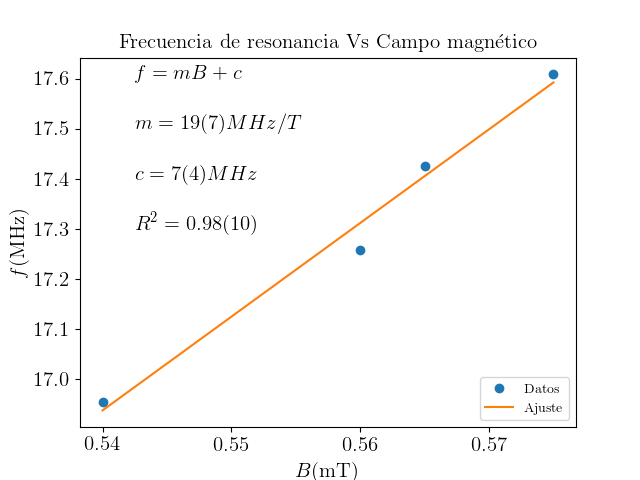 Frecuencia de resonancia Vs Campo magnético
f = mB + c
m = 19(7)MHz/T
c = 7(4)MHz
R² = 0.98(10)
f(MHz)
17.6
17.5
17.4
17.3
17.2
17.1
17.0
0.54 0.55 0.56 0.57
B(mT)
Datos
Ajuste